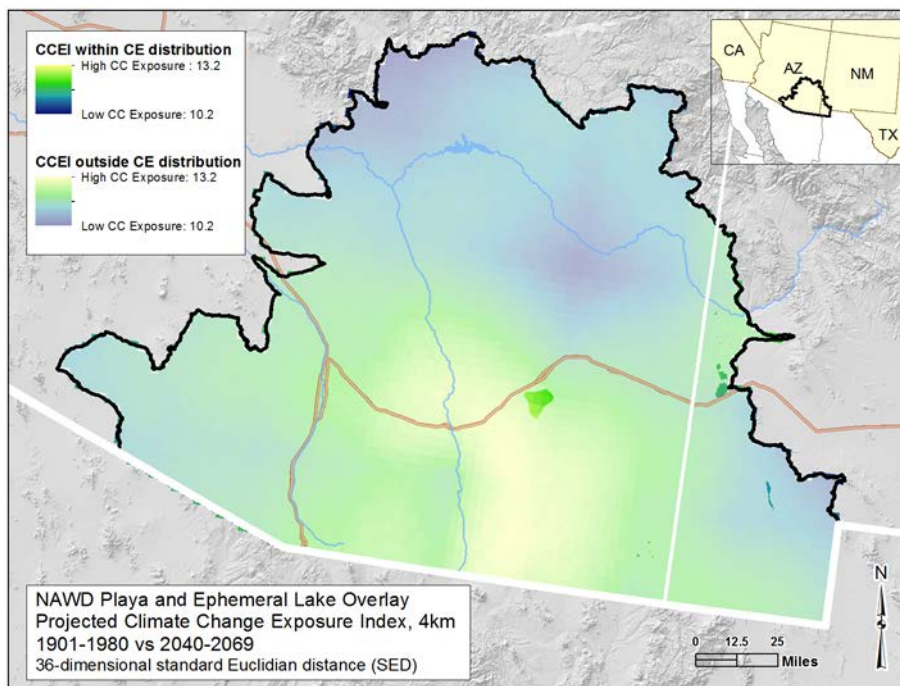 CCEI within CE distribution
High CC Exposure : 13.2
Low CC Exposure: 10.2
CCEI outside CE distribution
High CC Exposure: 13.2
Low CC Exposure: 10.2
CA
AZ
NM
TX
NAWD Playa and Ephemeral Lake Overlay
Projected Climate Change Exposure Index, 4km
1901-1980 vs 2040-2069
36-dimensional standard Euclidian distance (SED)
N
0 12.5 25
Miles